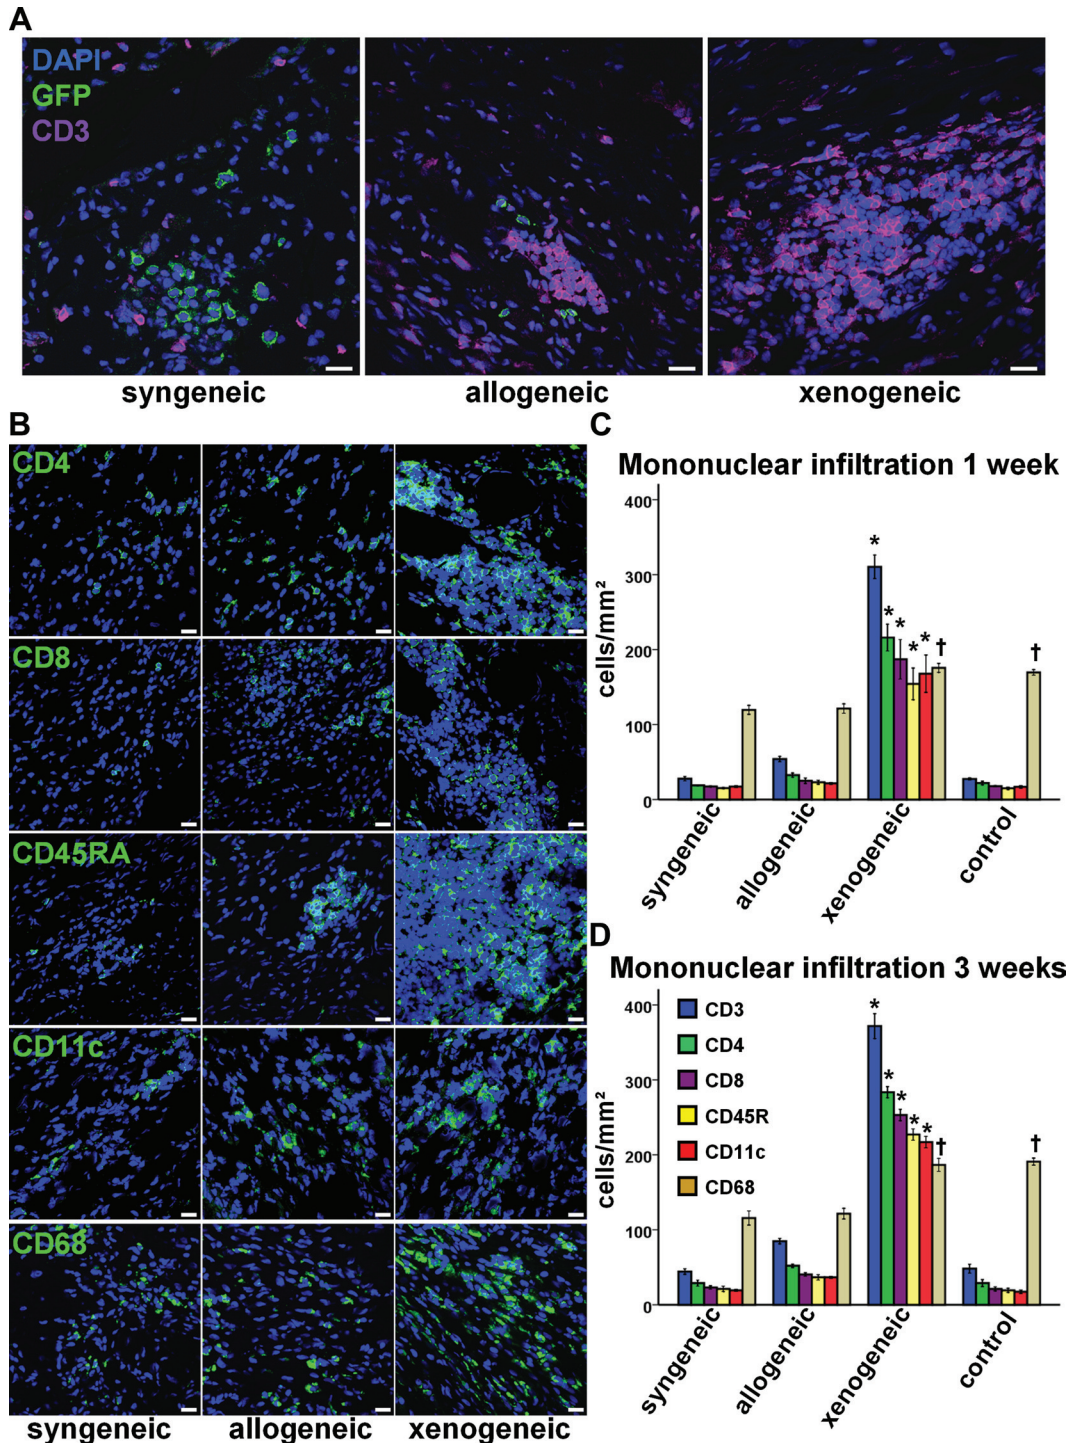 A
DAPI
GFP
CD3
syngeneic
allogeneic
xenogeneic
B
CD4
CD8
CD45RA
CD11c
CD68
syngeneic
allogeneic
xenogeneic
C
Mononuclear infiltration 1 week
400
300
200
100
0
cells/mm²
*
*
*
*
*
†
†
syngeneic
allogeneic
xenogeneic
control
D
Mononuclear infiltration 3 weeks
400
300
200
100
0
cells/mm²
CD3
CD4
CD8
CD45R
CD11c
CD68
*
*
*
*
*
†
†
syngeneic
allogeneic
xenogeneic
control